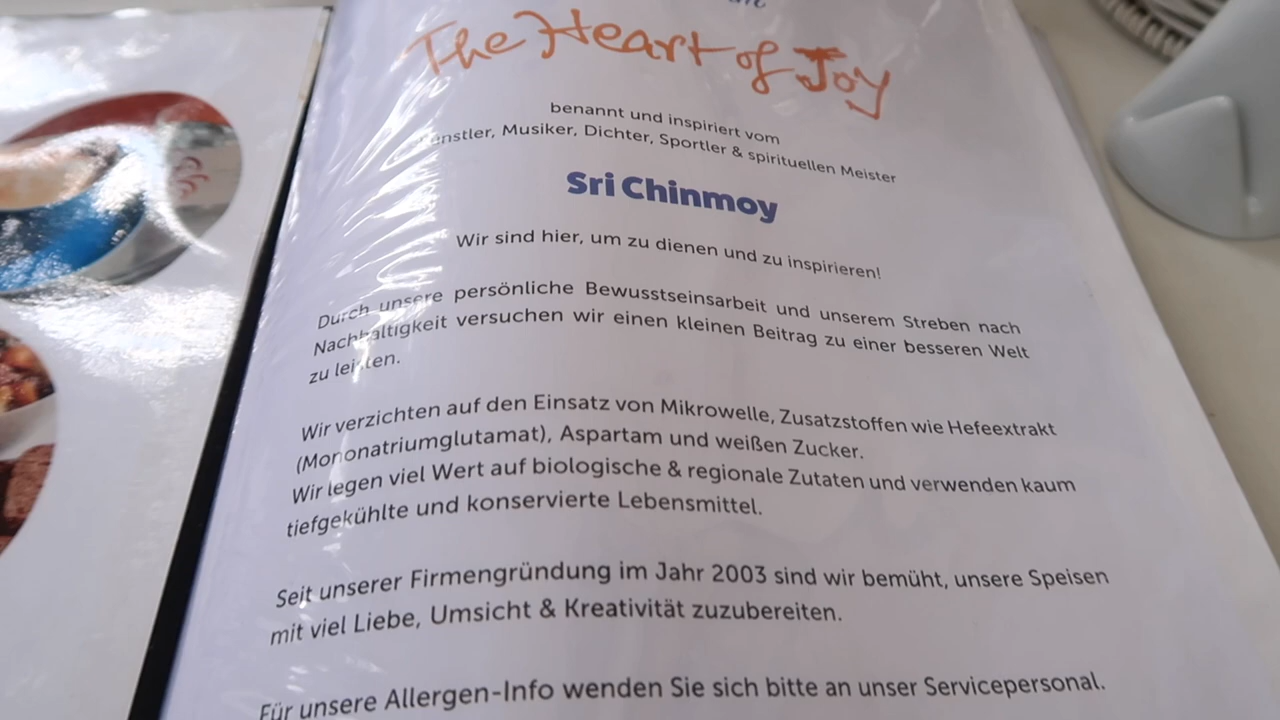 The Heart of Joy
benannt und inspiriert vom
Künstler, Musiker, Dichter, Sportler & spirituellen Meister
Sri Chinmoy
Wir sind hier, um zu dienen und zu inspirieren!
Durch unsere persönliche Bewusstseinsarbeit und unserem Streben nach
Nachhaltigkeit versuchen wir einen kleinen Beitrag zu einer besseren Welt
zu leisten.
Wir verzichten auf den Einsatz von Mikrowelle, Zusatzstoffen wie Hefeextrakt
(Mononatriumglutamat), Aspartam und weißen Zucker.
Wir legen viel Wert auf biologische & regionale Zutaten und verwenden kaum
tiefgekühlte und konservierte Lebensmittel.
Seit unserer Firmengründung im Jahr 2003 sind wir bemüht, unsere Speisen
mit viel Liebe, Umsicht & Kreativität zuzubereiten.
Für unsere Allergen-Info wenden Sie sich bitte an unser Servicepersonal.